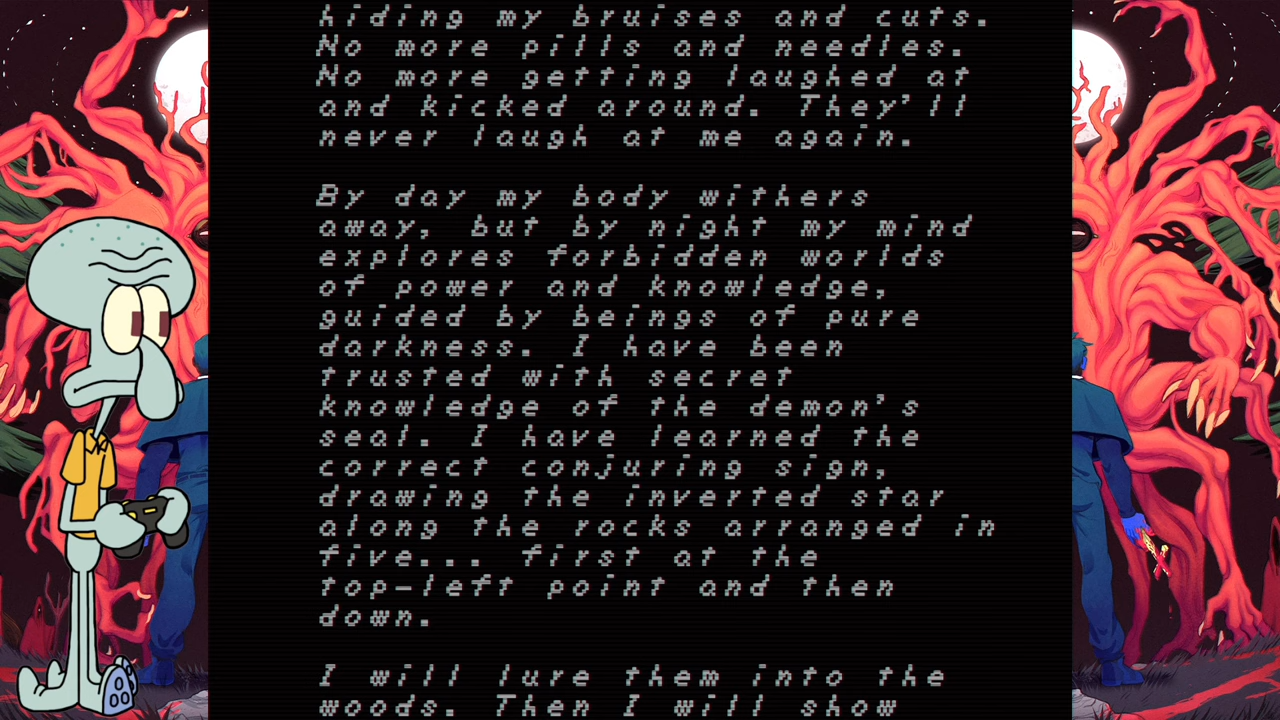 hiding my bruises and cuts.
No more pills and needles.
No more getting laughed at
and kicked around. They'll
never laugh at me again.
By day my body withers
away, but by night my mind
explores forbidden worlds
of power and knowledge,
guided by beings of pure
darkness. I have been
trusted with secret
knowledge of the demon's
seal. I have learned the
correct conjuring sign,
drawing the inverted star
along the rocks arranged in
five... first at the
top-left point and then
down.
I will lure them into the
woods. Then I will show